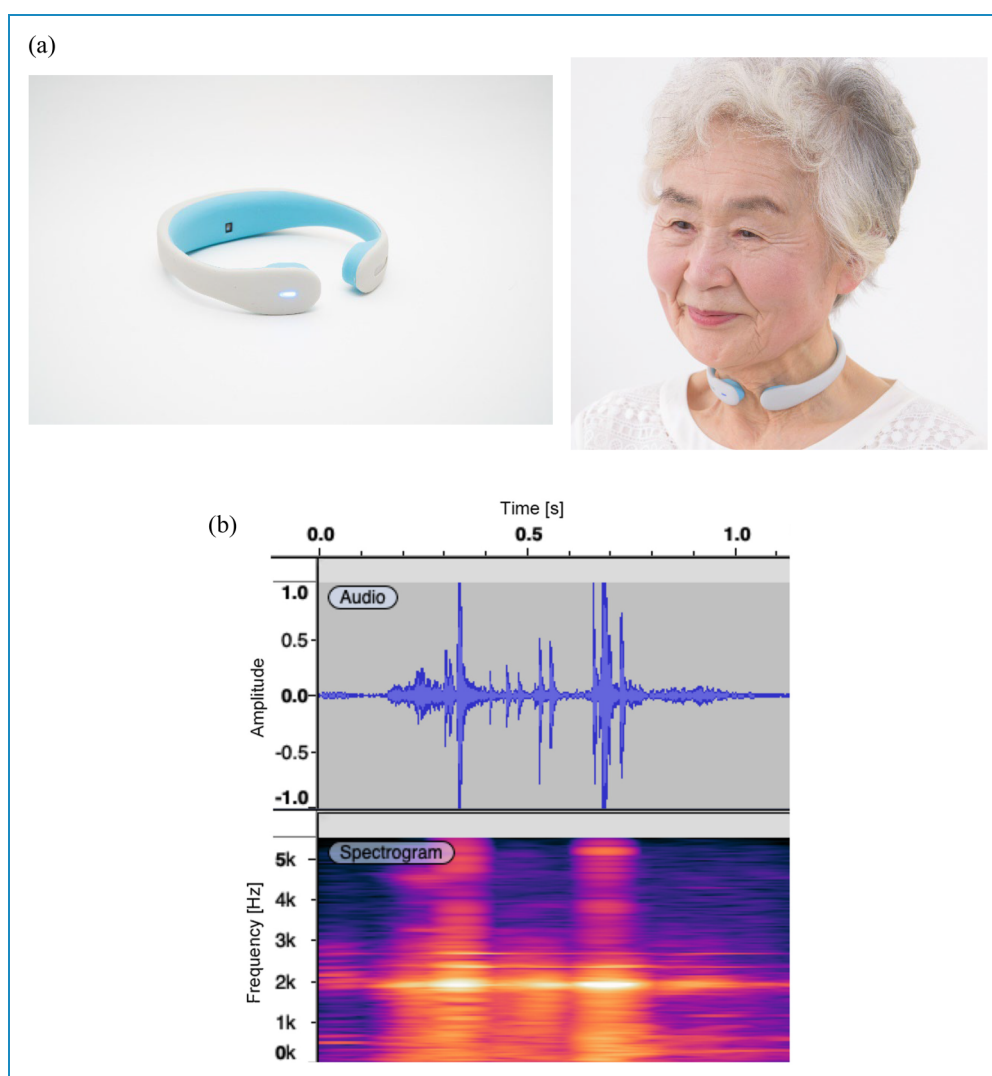 (a)
(b)
Time [s]
0.0 0.5 1.0
Audio
1.0
0.5
0.0
-0.5
-1.0
Amplitude
Spectrogram
5k
4k
3k
2k
1k
0k
Frequency [Hz]